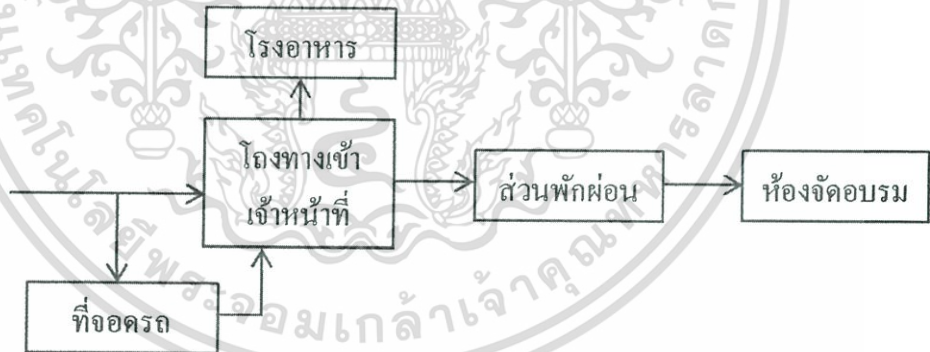 โรงอาหาร
โถงทางเข้า
เจ้าหน้าที่
ส่วนพักผ่อน
ห้องจัดอบรม
ที่จอดรถ